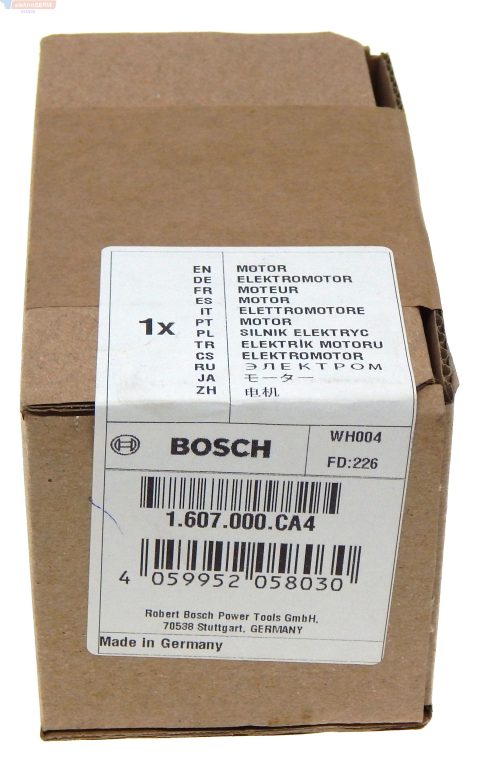 EN MOTOR
DE ELEKTROMOTOR
FR MOTEUR
ES MOTOR
IT ELETTROMOTORE
PT MOTOR
PL SILNIK ELEKTRYC
TR ELEKTRİK MOTORU
CS ELEKTROMOTOR
RU ЭЛЕКТРОМ
JA モーター
ZH 电机
1x
BOSCH
WH004
FD:226
1.607.000.CA4
4 059952 058030
Robert Bosch Power Tools GmbH,
70538 Stuttgart, GERMANY
Made in Germany